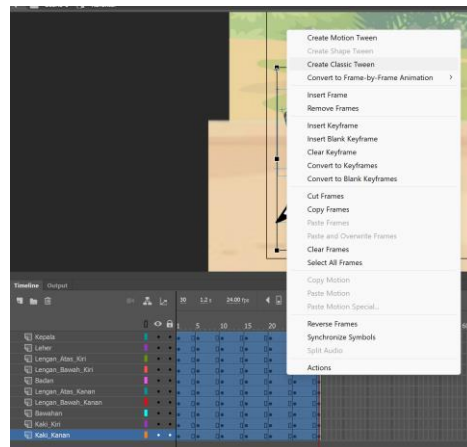 Create Motion Tween
Create Shape Tween
Create Classic Tween
Convert to Frame-by-Frame Animation
Insert Frame
Remove Frames
Insert Keyframe
Insert Blank Keyframe
Clear Keyframe
Convert to Keyframes
Convert to Blank Keyframes
Cut Frames
Copy Frames
Paste Frames
Paste and Overwrite Frames
Clear Frames
Select All Frames
Copy Motion
Paste Motion
Paste Motion Special...
Reverse Frames
Synchronize Symbols
Split Audio
Actions
Timeline Output
30 1.2 s 24.00 fps
1 5 10 15 20
Kepala
Leher
Lengan_Atas_Kiri
Lengan_Bawah_Kiri
Badan
Lengan_Atas_Kanan
Lengan_Bawah_Kanan
Bawahan
Kaki_Kiri
Kaki_Kanan